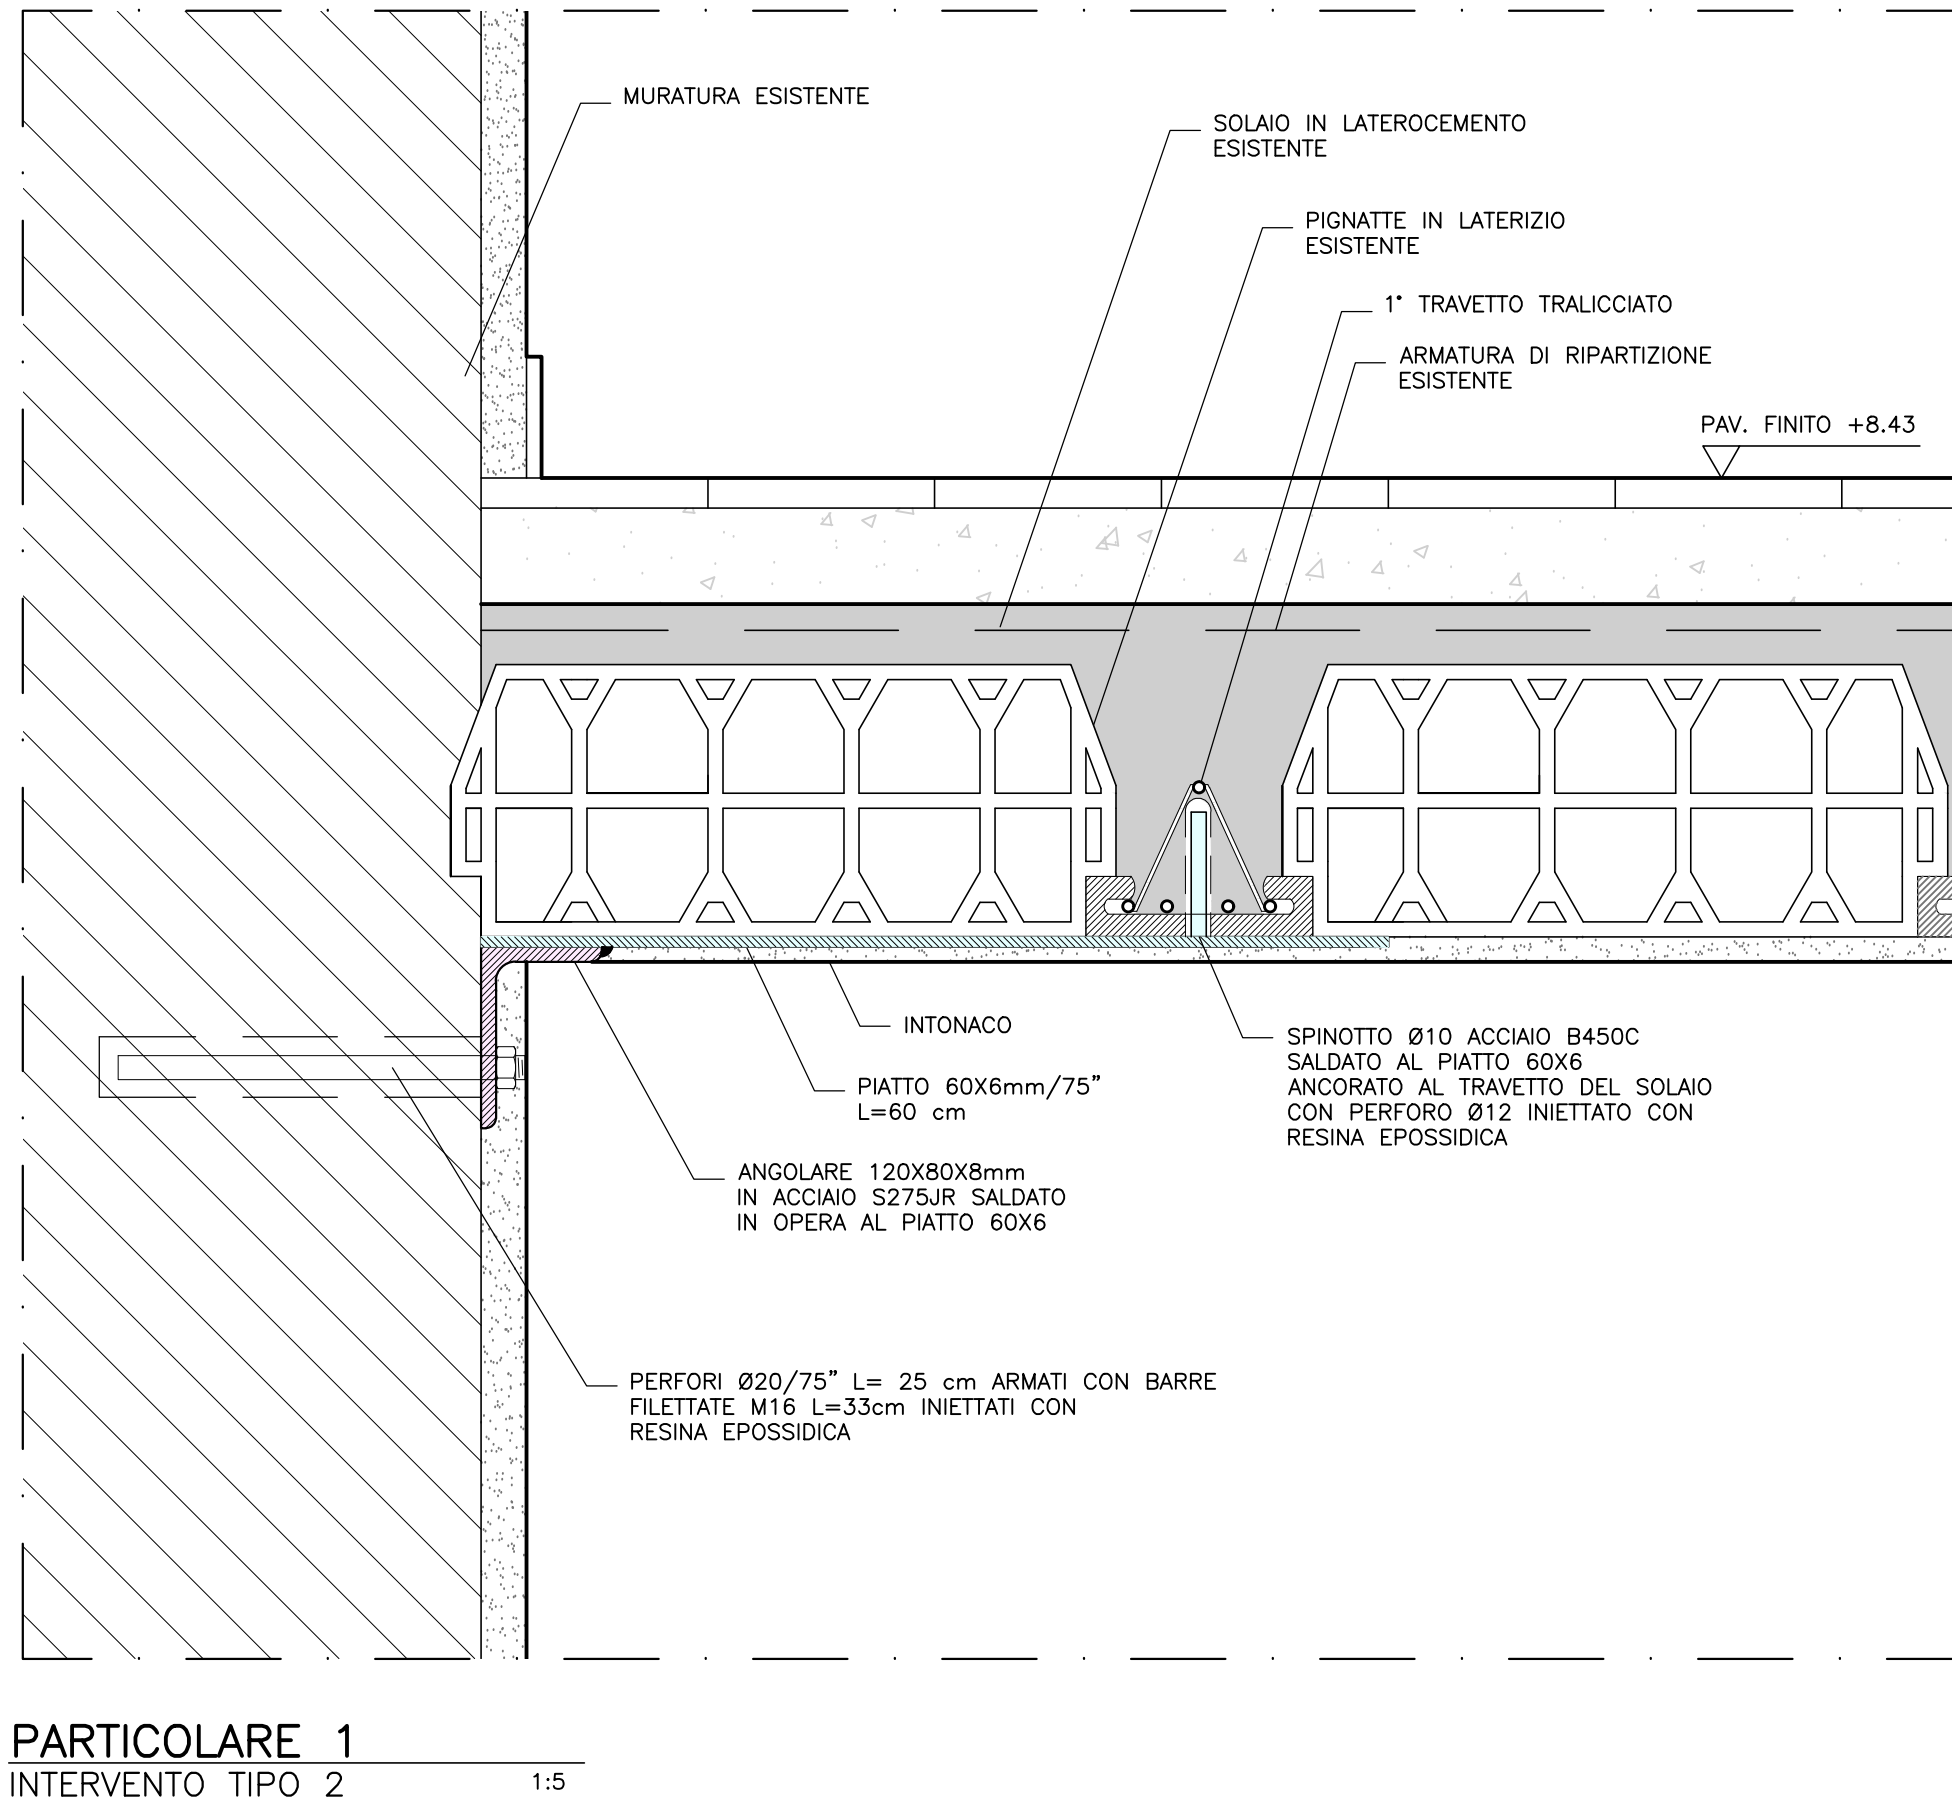 MURATURA ESISTENTE
SOLAIO IN LATEROCEMENTO
ESISTENTE
PIGNATTE IN LATERIZIO
ESISTENTE
1° TRAVETTO TRALICCIATO
ARMATURA DI RIPARTIZIONE
ESISTENTE
PAV. FINITO +8.43
INTONACO
PIATTO 60X6mm/75”
L=60 cm
SPINOTTO Ø10 ACCIAIO B450C
SALDATO AL PIATTO 60X6
ANCORATO AL TRAVETTO DEL SOLAIO
CON PERFORO Ø12 INIETTATO CON
RESINA EPOSSIDICA
ANGOLARE 120X80X8mm
IN ACCIAIO S275JR SALDATO
IN OPERA AL PIATTO 60X6
PERFORI Ø20/75” L= 25 cm ARMATI CON BARRE
FILETTATE M16 L=33cm INIETTATI CON
RESINA EPOSSIDICA
PARTICOLARE 1
INTERVENTO TIPO 2 1:5